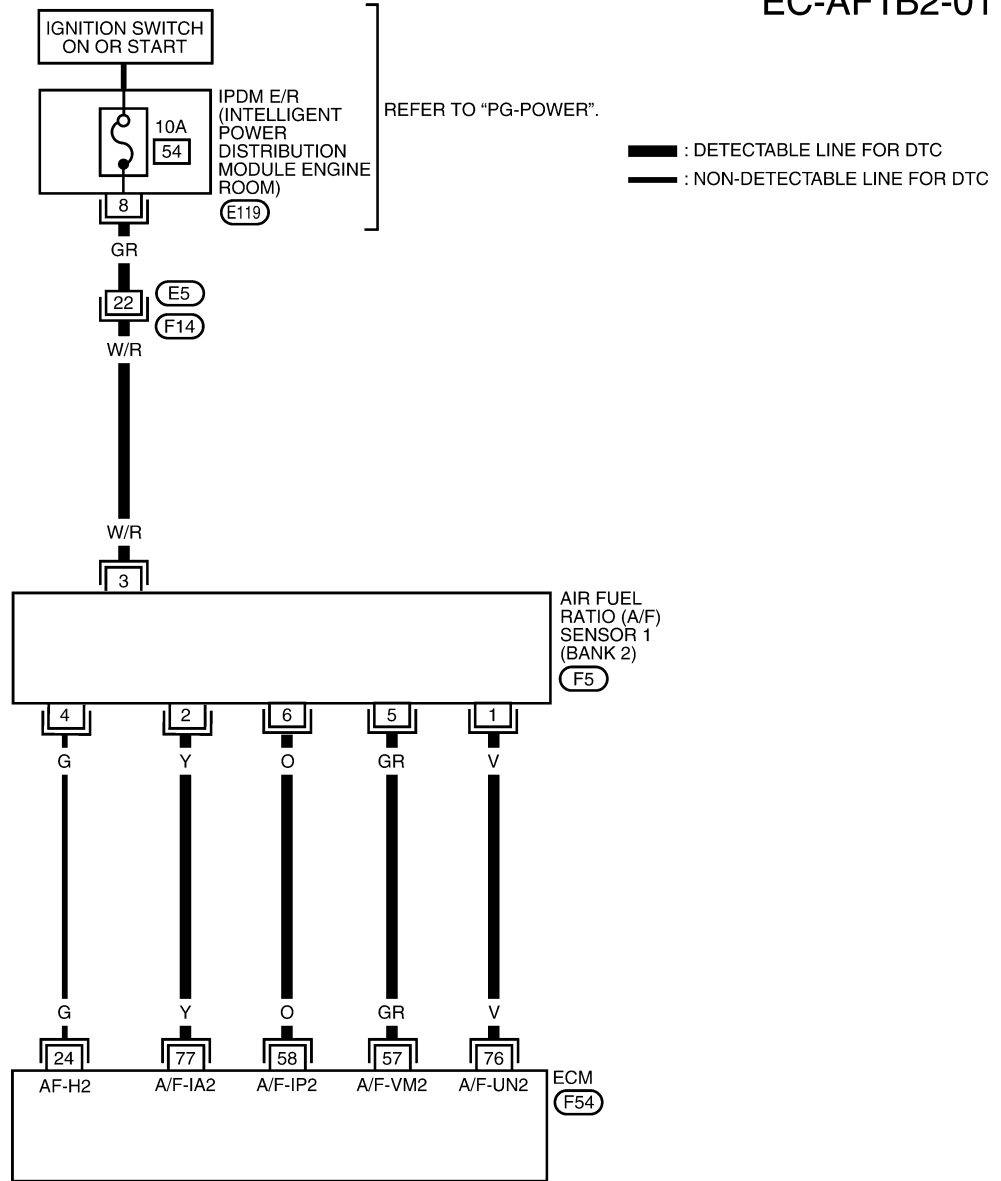 EC-AF1B2-01
IGNITION SWITCH
ON OR START
10A
54
IPDM E/R
(INTELLIGENT
POWER
DISTRIBUTION
MODULE ENGINE
ROOM)
E119
REFER TO “PG-POWER”.
: DETECTABLE LINE FOR DTC
: NON-DETECTABLE LINE FOR DTC
8
GR
22
E5
F14
W/R
W/R
3
AIR FUEL
RATIO (A/F)
SENSOR 1
(BANK 2)
F5
4 2 6 5 1
G Y O GR V
G Y O GR V
24 77 58 57 76
AF-H2 A/F-IA2 A/F-IP2 A/F-VM2 A/F-UN2
ECM
F54